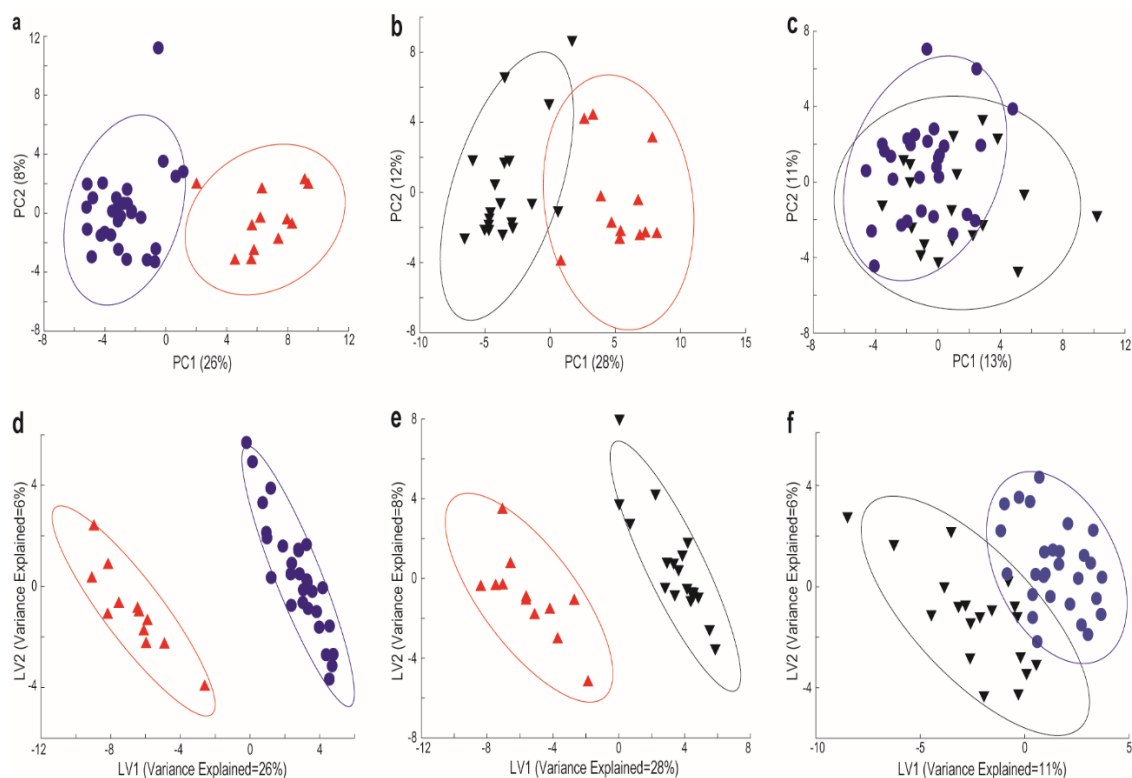 a
12
8
4
0
-4
-8
PC2 (8%)
-8 -4 0 4 8 12
PC1 (26%)
b
8
4
0
-4
-8
PC2 (12%)
-10 -5 0 5 10 15
PC1 (28%)
c
8
4
0
-4
-8
PC2 (11%)
-8 -4 0 4 8 12
PC1 (13%)
d
4
0
-4
LV2 (Variance Explained=6%)
-12 -8 -4 0 4
LV1 (Variance Explained=26%)
e
8
4
0
-4
LV2 (Variance Explained=8%)
-12 -8 -4 0 4 8
LV1 (Variance Explained=28%)
f
4
0
-4
LV2 (Variance Explained=6%)
-10 -5 0 5
LV1 (Variance Explained=11%)